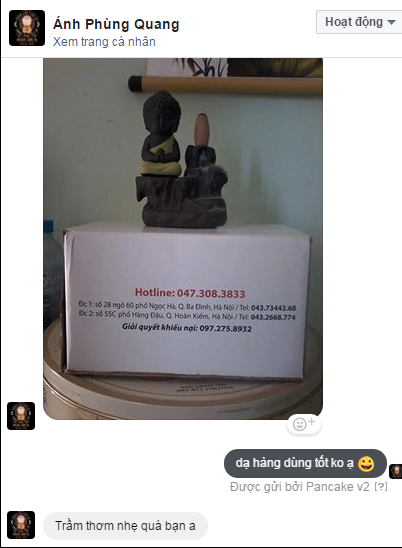 Ánh Phùng Quang
Xem trang cá nhân
Hoạt động
Hotline: 047.308.3833
Đc 1: số 28 ngõ 60 phố Ngọc Hà, Q. Ba Đình, Hà Nội / Tel: 043.73443.68
Đc 2: số 55C phố Hàng Đậu, Q. Hoàn Kiếm, Hà Nội / Tel: 043.2668.774
Giải quyết khiếu nại: 097.275.8932
dạ hàng dùng tốt ko ạ
Được gửi bởi Pancake v2 [?]
Trầm thơm nhẹ quá bạn a